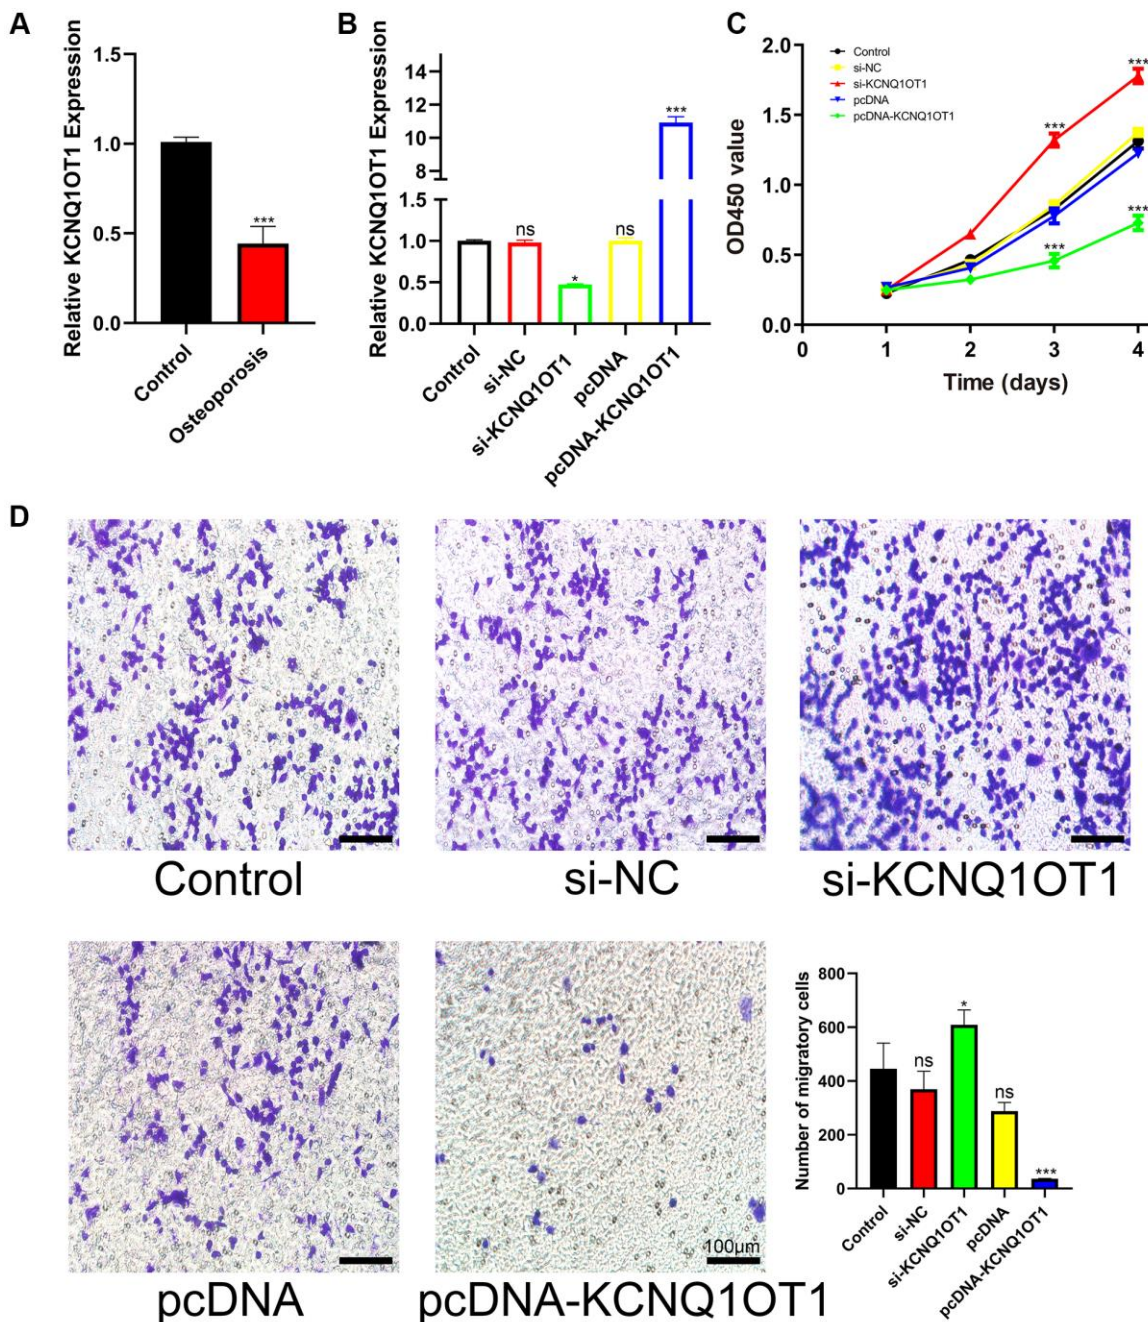 A
Relative KCNQ1OT1 Expression
1.5
1.0
0.5
0.0
***
Control
Osteoporosis
B
Relative KCNQ1OT1 Expression
14
12
10
8
6
1.5
1.0
0.5
0.0
ns
*
ns
***
Control
si-NC
si-KCNQ1OT1
pcDNA
pcDNA-KCNQ1OT1
C
OD450 value
2.0
1.5
1.0
0.5
0.0
Control
si-NC
si-KCNQ1OT1
pcDNA
pcDNA-KCNQ1OT1
***
***
***
***
0 1 2 3 4
Time (days)
D
Control
si-NC
si-KCNQ1OT1
pcDNA
100μm
pcDNA-KCNQ1OT1
Number of migratory cells
800
600
400
200
0
ns
*
ns
***
Control
si-NC
si-KCNQ1OT1
pcDNA
pcDNA-KCNQ1OT1